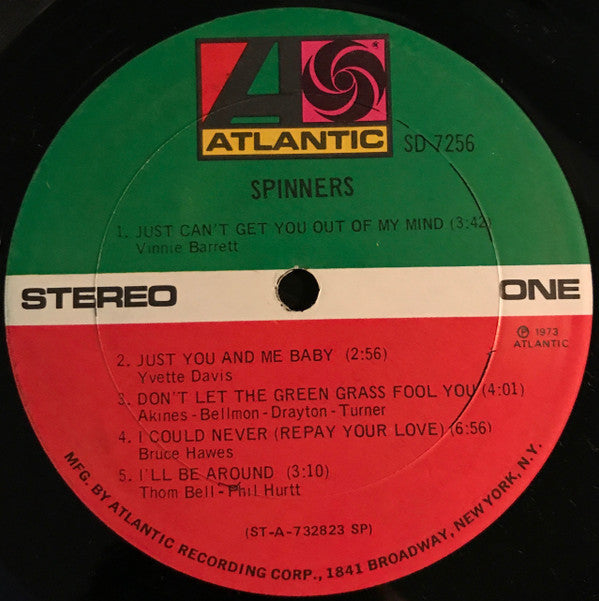 ATLANTIC
SD 7256
SPINNERS
1. JUST CAN'T GET YOU OUT OF MY MIND (3:42)
Vinnie Barrett
STEREO
ONE
℗ 1973
ATLANTIC
2. JUST YOU AND ME BABY (2:56)
Yvette Davis
3. DON'T LET THE GREEN GRASS FOOL YOU (4:01)
Akines - Bellmon - Drayton - Turner
4. I COULD NEVER (REPAY YOUR LOVE) (6:56)
Bruce Hawes
5. I'LL BE AROUND (3:10)
Thom Bell - Phil Hurtt
(ST-A-732823 SP)
MFG. BY ATLANTIC RECORDING CORP., 1841 BROADWAY, NEW YORK, N.Y.